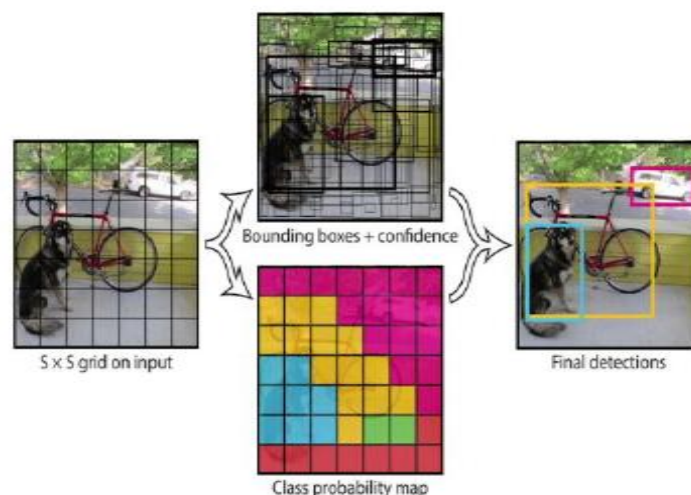 Bounding boxes + confidence
S × S grid on input
Final detections
Class probability map